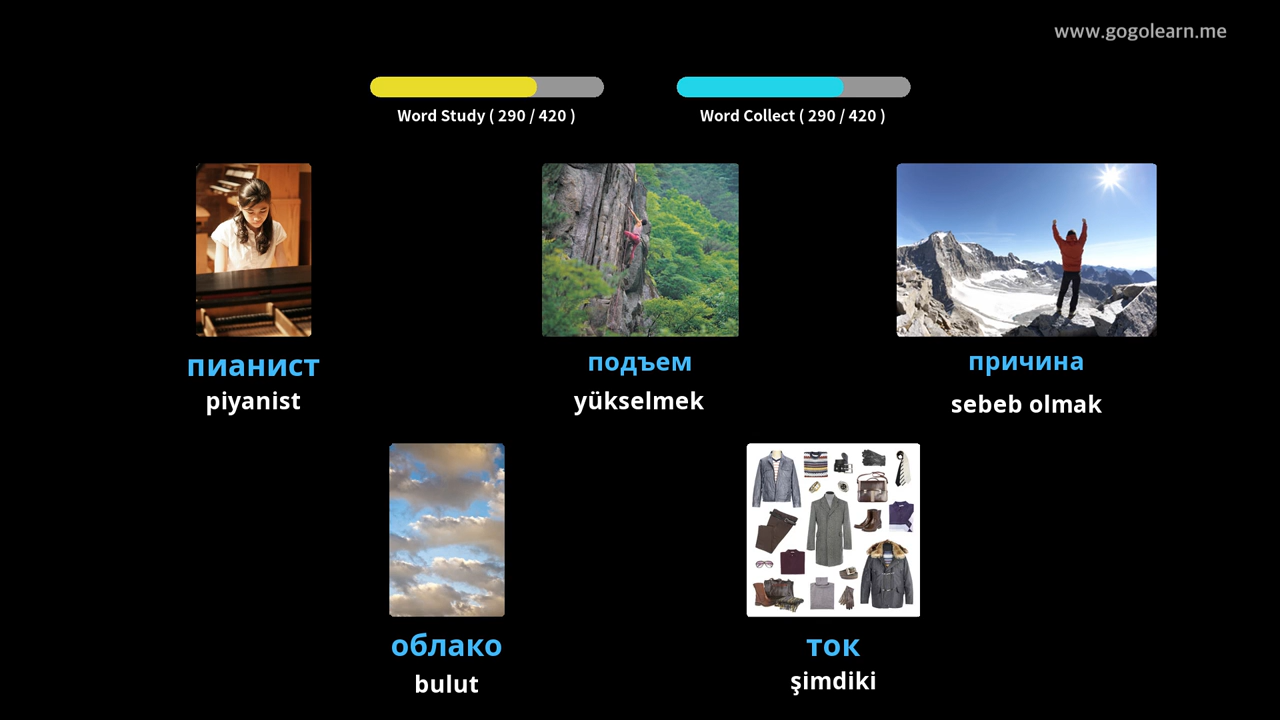 www.gogolearn.me
Word Study ( 290 / 420 )
Word Collect ( 290 / 420 )
пианист
piyanist
подъем
yükselmek
причина
sebeb olmak
облако
bulut
ток
şimdiki